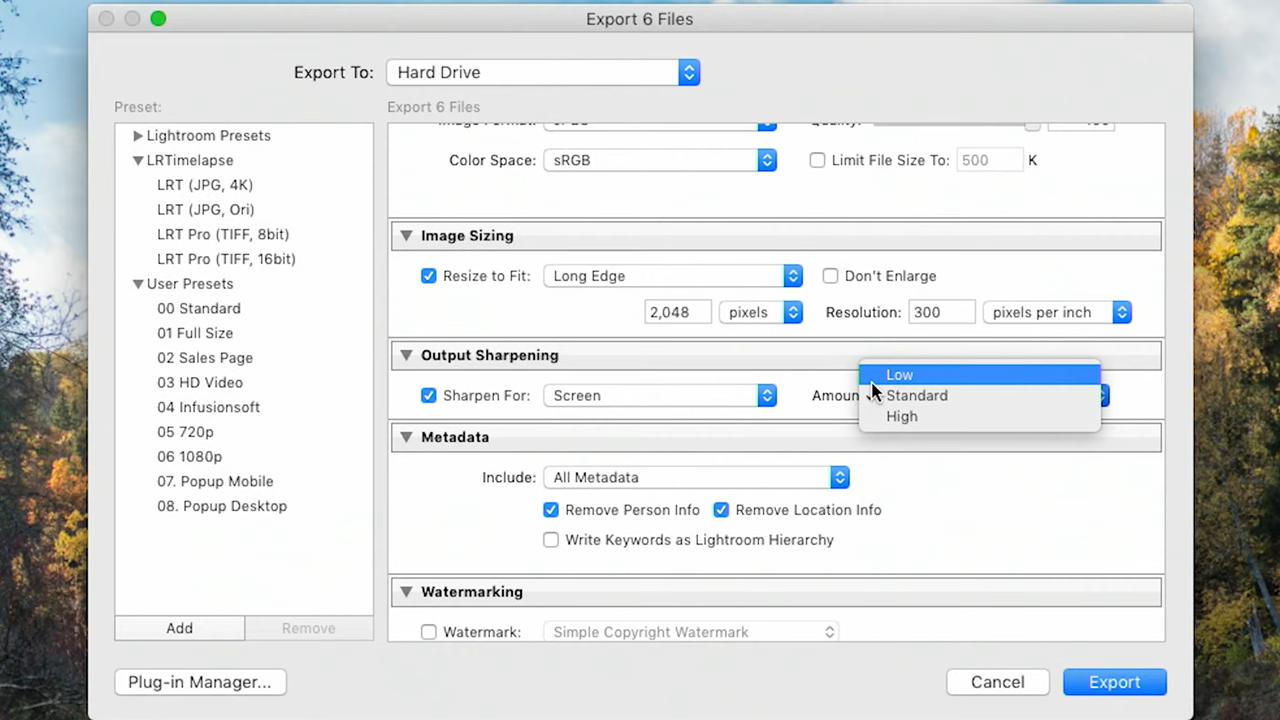 Export 6 Files
Export To: Hard Drive
Preset:
Lightroom Presets
LRTimelapse
LRT (JPG, 4K)
LRT (JPG, Ori)
LRT Pro (TIFF, 8bit)
LRT Pro (TIFF, 16bit)
User Presets
00 Standard
01 Full Size
02 Sales Page
03 HD Video
04 Infusionsoft
05 720p
06 1080p
07. Popup Mobile
08. Popup Desktop
Add Remove
Export 6 Files
Color Space: sRGB Limit File Size To: 500 K
Image Sizing
Resize to Fit: Long Edge Don't Enlarge
2,048 pixels Resolution: 300 pixels per inch
Output Sharpening
Low
Sharpen For: Screen Amoun Standard
High
Metadata
Include: All Metadata
Remove Person Info Remove Location Info
Write Keywords as Lightroom Hierarchy
Watermarking
Watermark: Simple Copyright Watermark
Plug-in Manager... Cancel Export